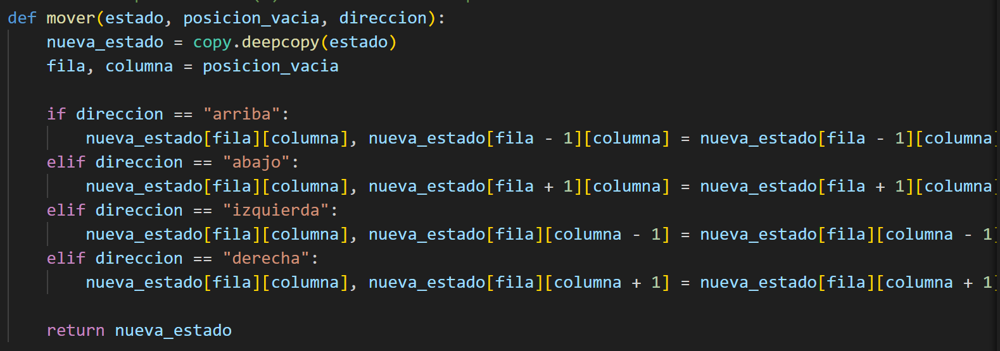 def mover(estado, posicion_vacia, direccion):
    nueva_estado = copy.deepcopy(estado)
    fila, columna = posicion_vacia

    if direccion == "arriba":
        nueva_estado[fila][columna], nueva_estado[fila - 1][columna] = nueva_estado[fila - 1][columna]
    elif direccion == "abajo":
        nueva_estado[fila][columna], nueva_estado[fila + 1][columna] = nueva_estado[fila + 1][columna]
    elif direccion == "izquierda":
        nueva_estado[fila][columna], nueva_estado[fila][columna - 1] = nueva_estado[fila][columna - 1]
    elif direccion == "derecha":
        nueva_estado[fila][columna], nueva_estado[fila][columna + 1] = nueva_estado[fila][columna + 1]

    return nueva_estado